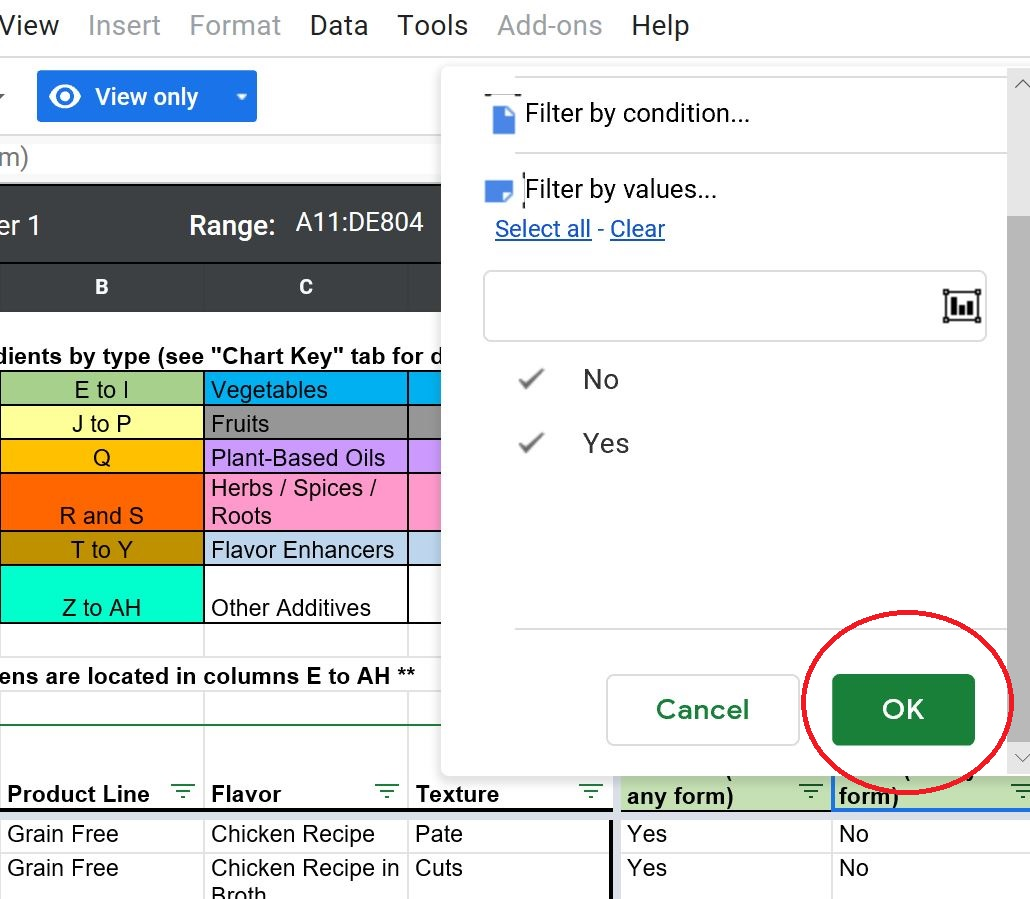 View Insert Format Data Tools Add-ons Help
View only
m)
er 1 Range: A11:DE804
B C
dients by type (see "Chart Key" tab for d
E to I Vegetables
J to P Fruits
Q Plant-Based Oils
Herbs / Spices /
R and S Roots
T to Y Flavor Enhancers
Z to AH Other Additives
ens are located in columns E to AH **
Filter by condition...
Filter by values...
Select all - Clear
No
Yes
Cancel OK
Product Line Flavor Texture any form) form)
Grain Free Chicken Recipe Pate Yes No
Grain Free Chicken Recipe in Cuts Yes No
Broth